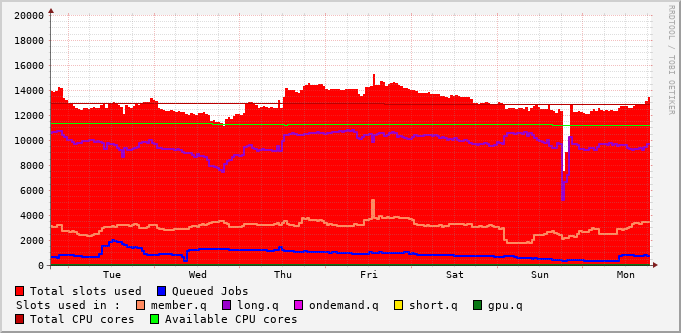 20000
18000
16000
14000
12000
10000
8000
6000
4000
2000
0
Tue Wed Thu Fri Sat Sun Mon
RRDTOOL / TOBI OETIKER
Total slots used Queued Jobs
Slots used in : member.q long.q ondemand.q short.q gpu.q
Total CPU cores Available CPU cores